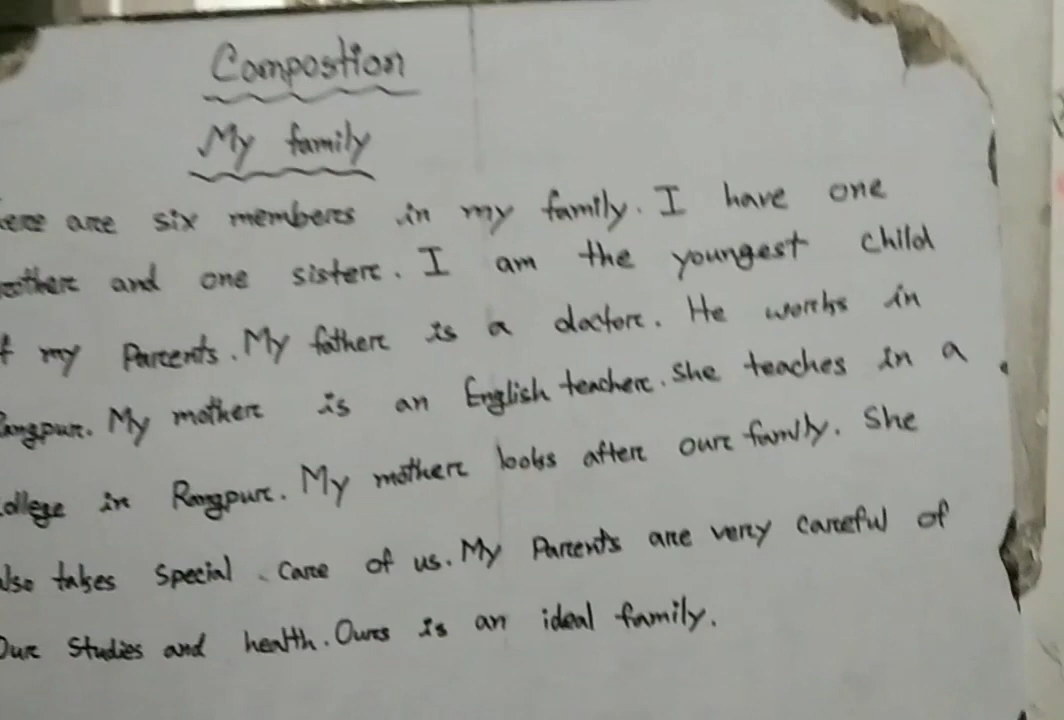 Compostion
My family
are six members in my family. I have one
and one sister. I am the youngest child
my Parents. My father is a doctor. He works in
My mother is an English teacher. She teaches in a
in Rangpur. My mother looks after our family. She
takes Special care of us. My Parents are very careful of
Our Studies and health. Ours is an ideal family.